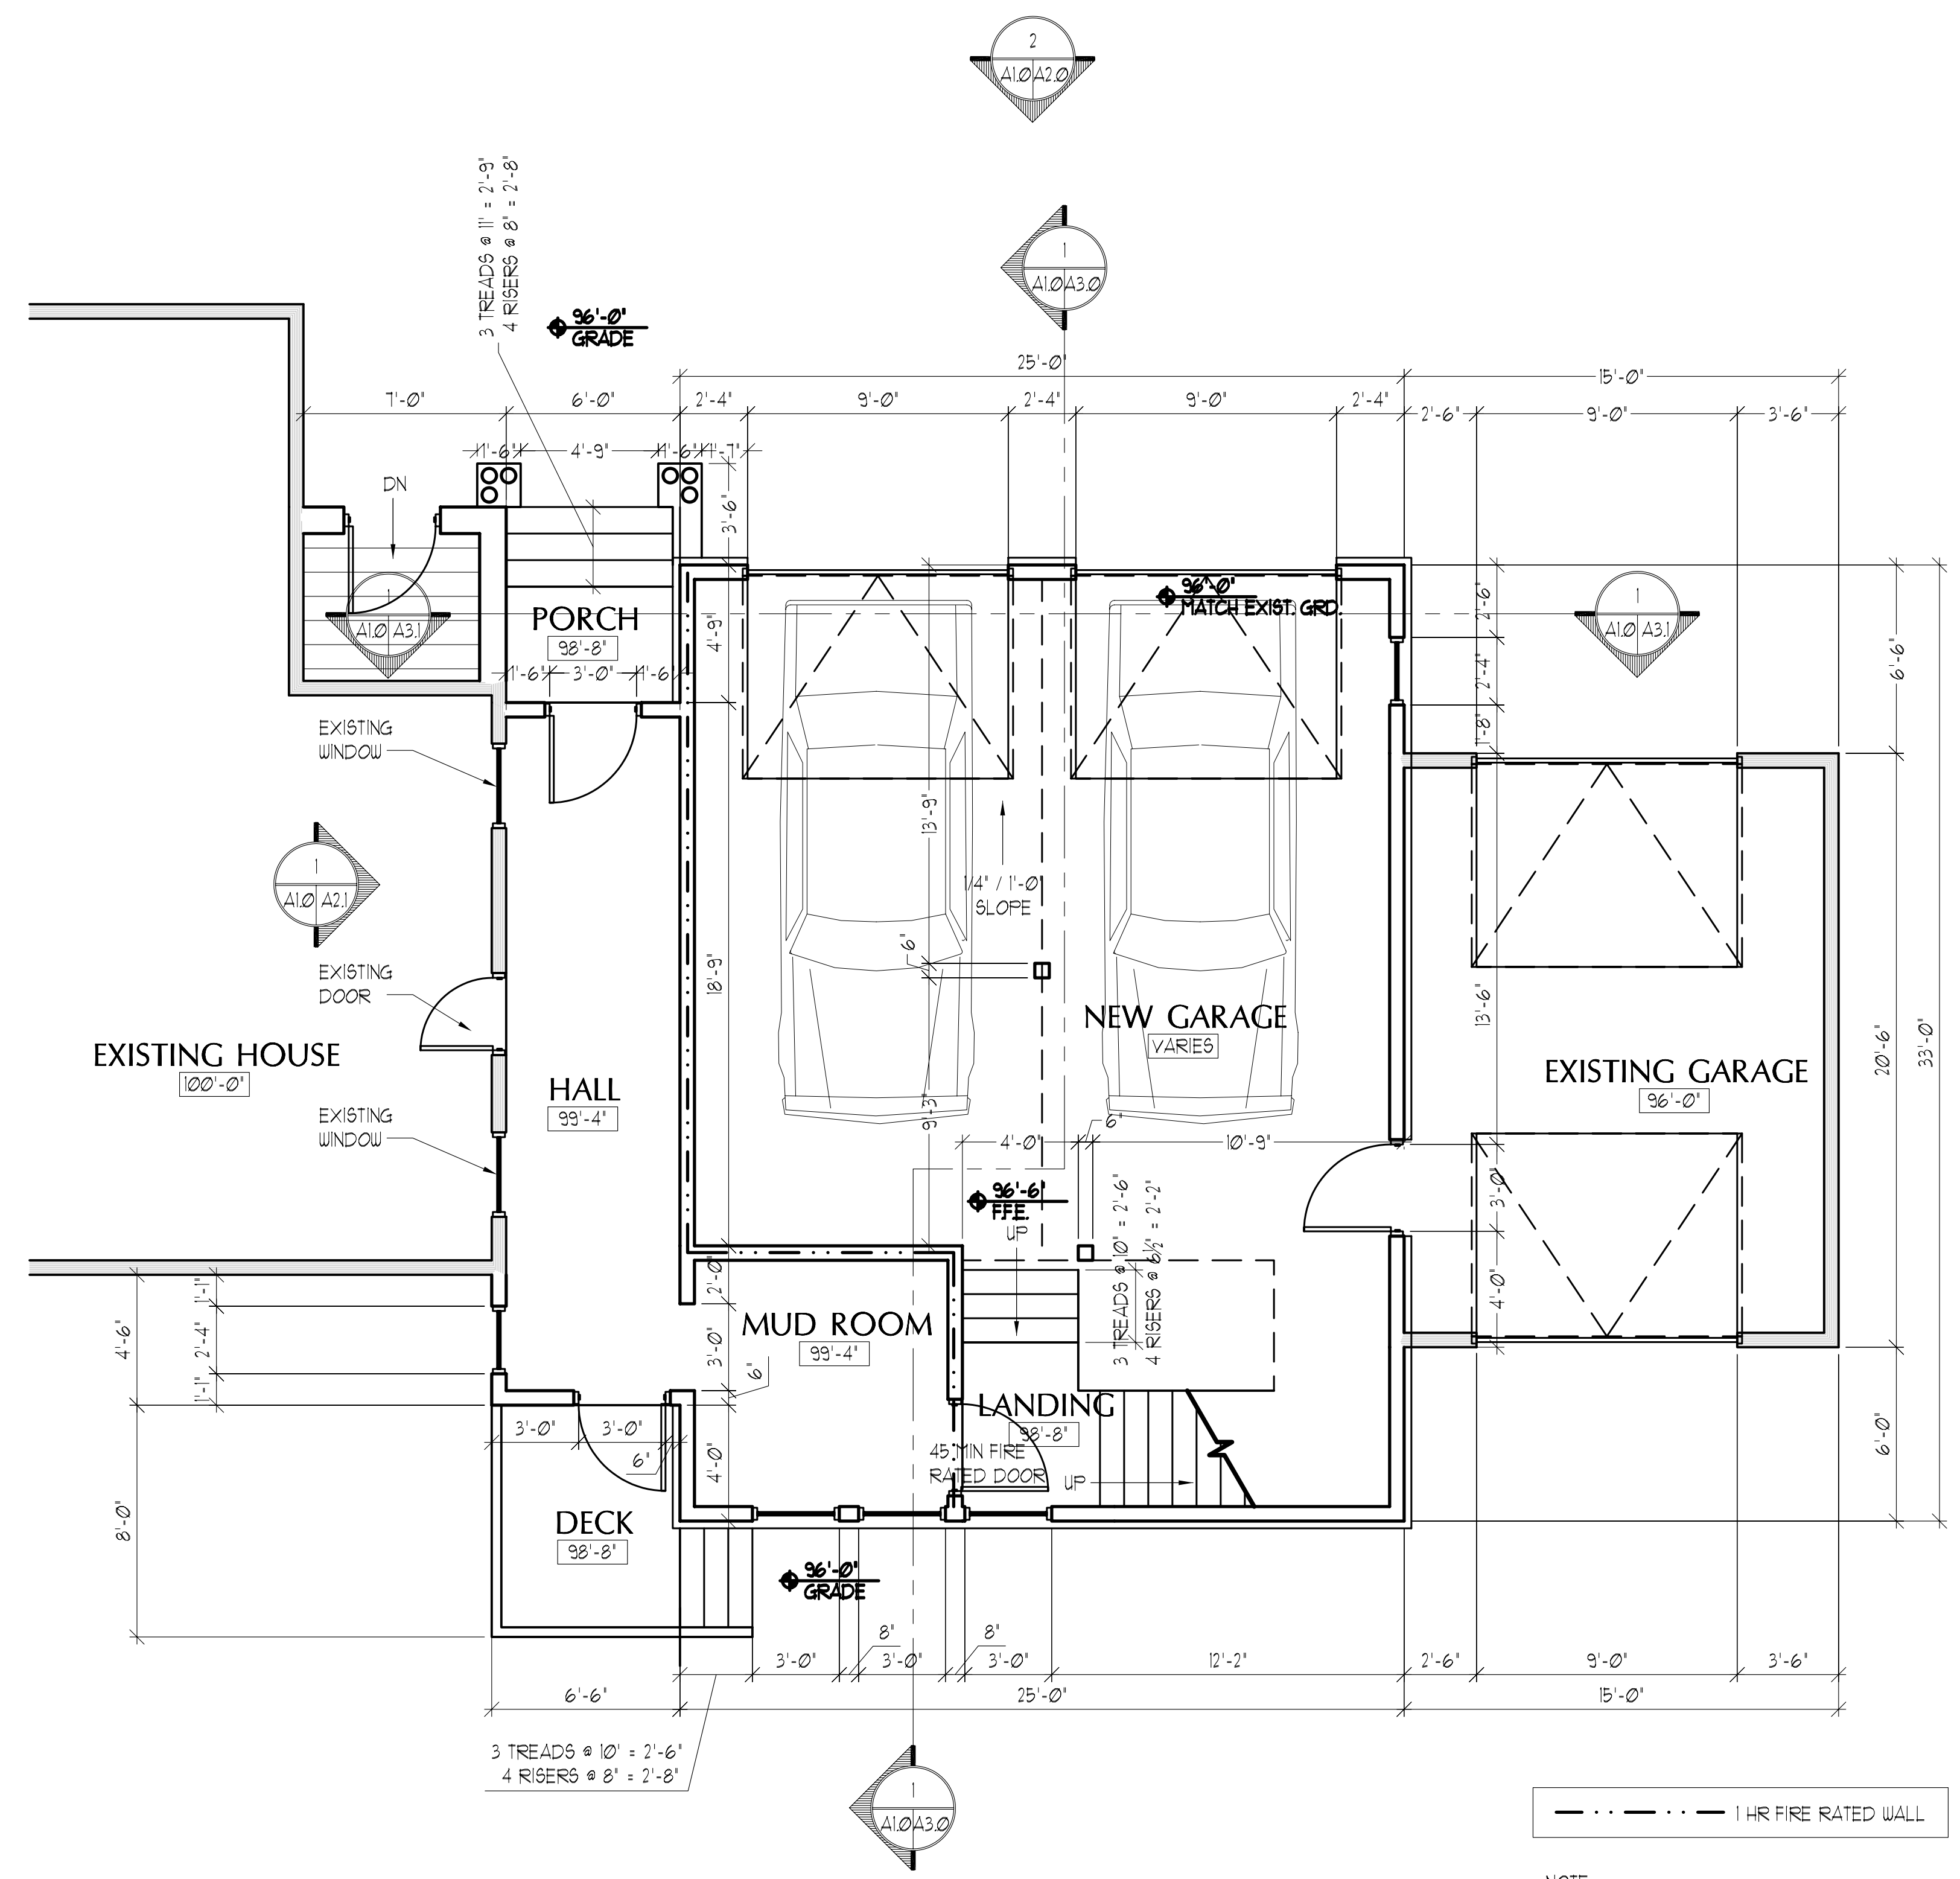 2
A1.0 A2.0
3 TREADS @ 11' = 2'-9"
4 RISERS @ 8" = 2'-8"
1
A1.0 A3.0
96'-0"
GRADE
25'-0"
15'-0"
7'-0" 6'-0" 2'-4" 9'-0" 2'-4" 9'-0" 2'-4" 2'-6" 9'-0" 3'-6"
1'-6" 4'-9" 1'-6" 1'-7"
DN
3'-6"
96'-0"
MATCH EXIST. GRD.
2'-6"
1
A1.0 A3.1
PORCH
98'-8"
4'-9"
1
A1.0 A3.1
1'-6" 3'-0" 1'-6"
2'-4"
6'-6"
EXISTING
WINDOW
1'-8"
13'-9"
1
A1.0 A2.1
1/4" / 1'-0"
SLOPE
6"
EXISTING
DOOR
18'-9"
NEW GARAGE
VARIES
13'-6"
EXISTING HOUSE
100'-0"
HALL
99'-4"
EXISTING GARAGE
96'-0"
20'-6"
33'-0"
EXISTING
WINDOW
9'-3"
4'-0" 6" 10'-9"
96'-6"
F.F.E.
UP
3 TREADS @ 10" = 2'-6"
4 RISERS @ 6½" = 2'-2"
3'-0"
4'-0"
1'-1"
2'-4"
1'-1"
4'-6"
2'-0"
3'-0"
6"
MUD ROOM
99'-4"
LANDING
98'-8"
45 MIN FIRE
RATED DOOR
UP
3'-0" 3'-0"
6"
4'-0"
6'-0"
8'-0"
DECK
98'-8"
96'-0"
GRADE
8" 8"
3'-0" 3'-0" 3'-0" 12'-2" 2'-6" 9'-0" 3'-6"
6'-6" 25'-0" 15'-0"
3 TREADS @ 10' = 2'-6"
4 RISERS @ 8" = 2'-8"
1
A1.0 A3.0
1 HR FIRE RATED WALL